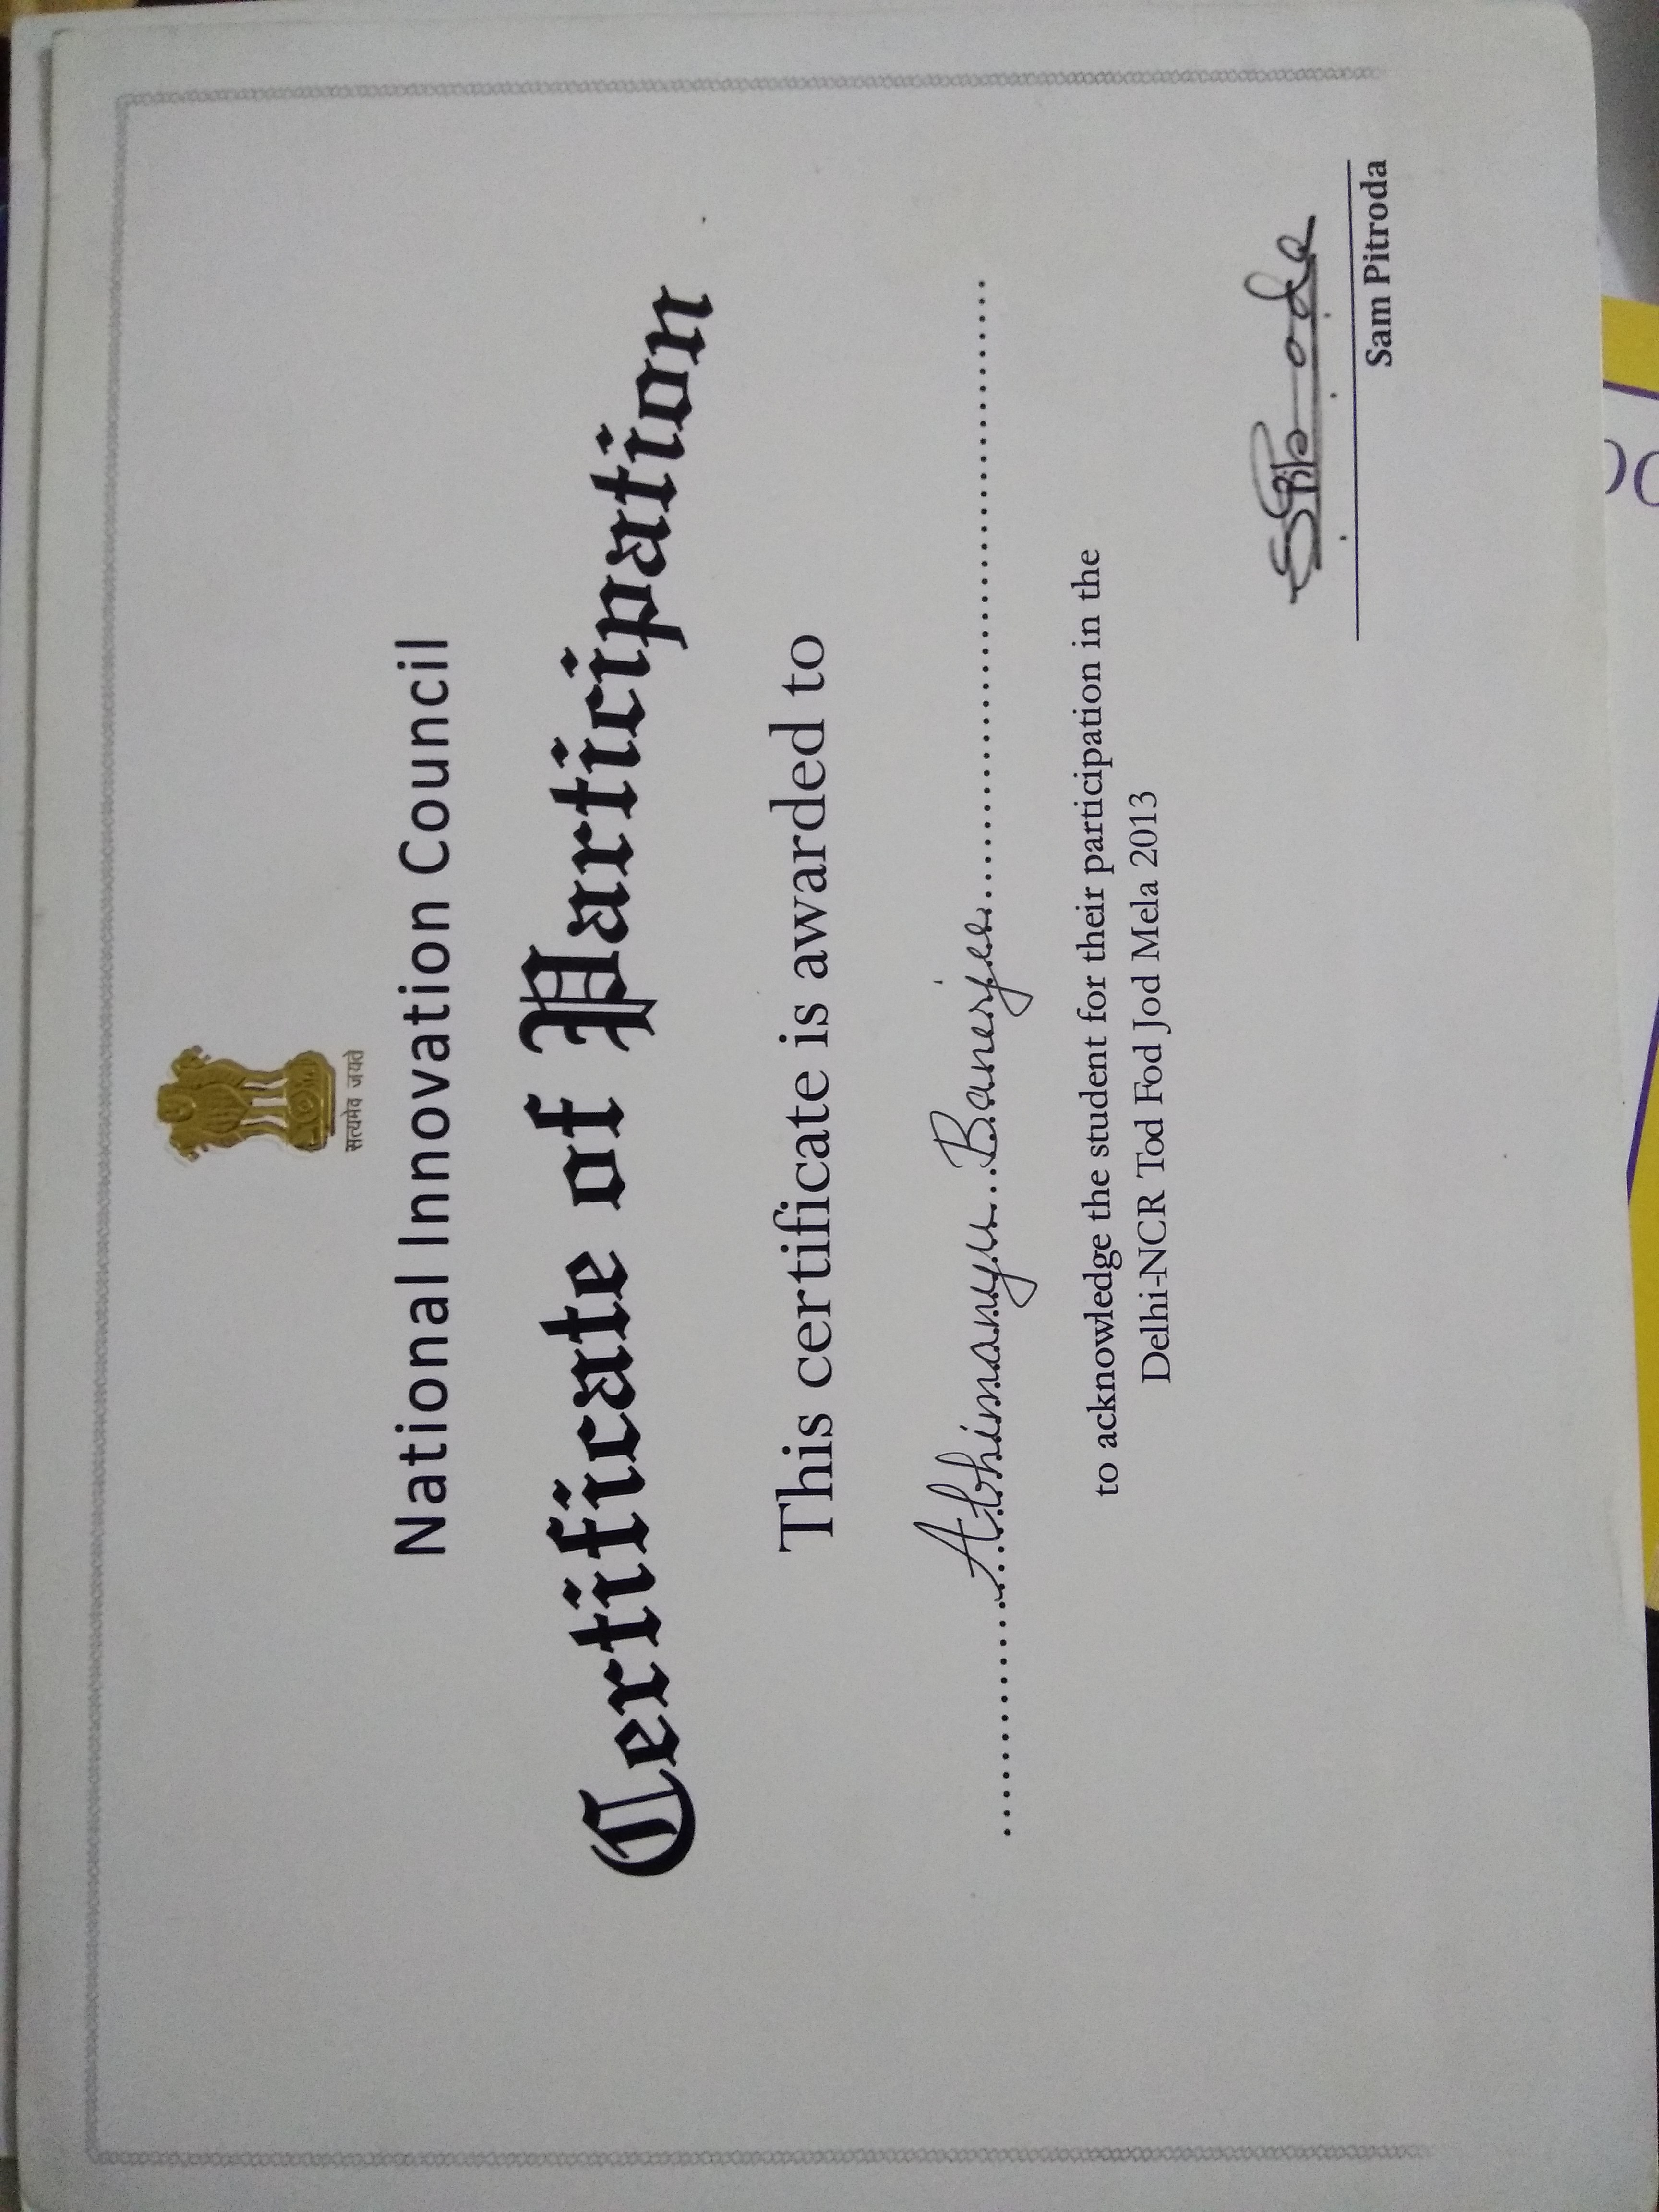 सत्यमेव जयते
National Innovation Council
Certificate of Participation
This certificate is awarded to
Abhimanyu Banerjee
to acknowledge the student for their participation in the
Delhi-NCR Tod Fod Jod Mela 2013
Sam Pitroda